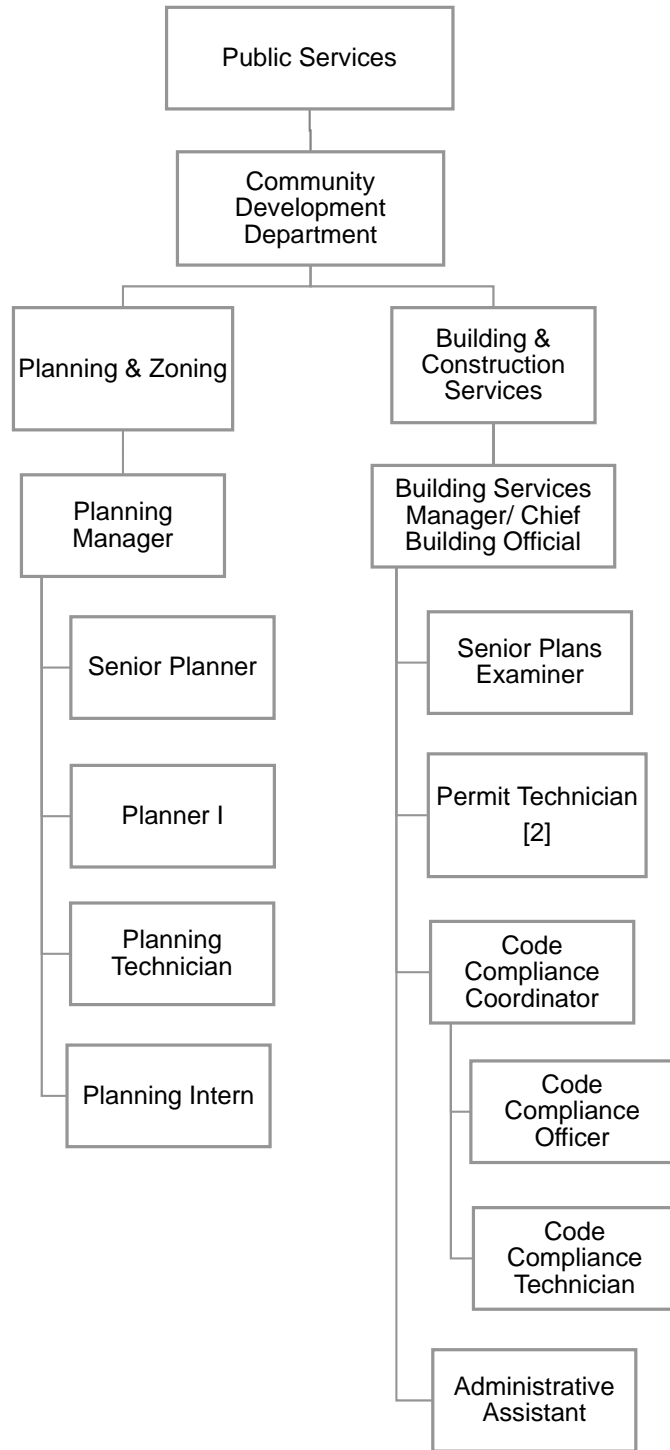 Public Services
Community
Development
Department
Planning & Zoning
Building &
Construction
Services
Planning
Manager
Building Services
Manager/ Chief
Building Official
Senior Planner
Senior Plans
Examiner
Planner I
Permit Technician
[2]
Planning
Technician
Code
Compliance
Coordinator
Planning Intern
Code
Compliance
Officer
Code
Compliance
Technician
Administrative
Assistant